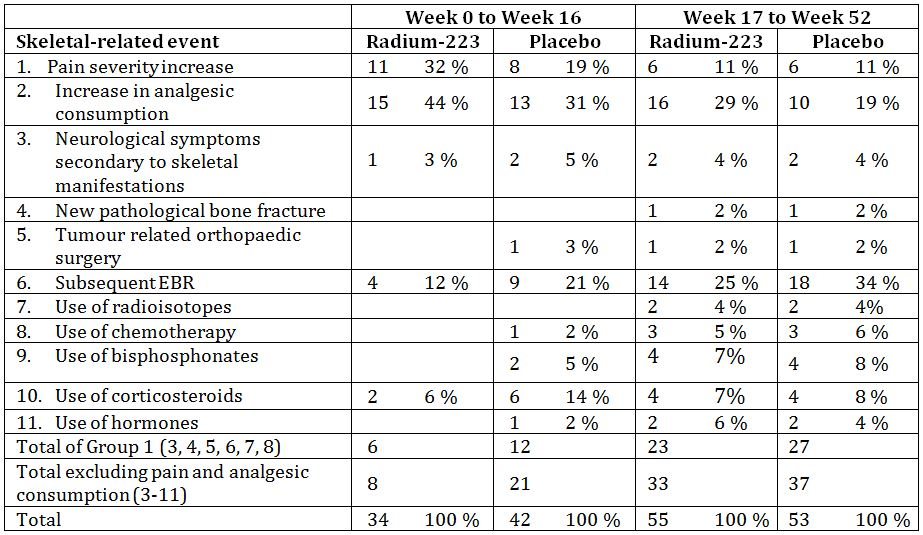 Week 0 to Week 16 Week 17 to Week 52
Skeletal-related event Radium-223 Placebo Radium-223 Placebo
1. Pain severity increase 11 32 % 8 19 % 6 11 % 6 11 %
2. Increase in analgesic
consumption 15 44 % 13 31 % 16 29 % 10 19 %
3. Neurological symptoms
secondary to skeletal 1 3 % 2 5 % 2 4 % 2 4 %
manifestations
4. New pathological bone fracture 1 2 % 1 2 %
5. Tumour related orthopaedic
surgery 1 3 % 1 2 % 1 2 %
6. Subsequent EBR 4 12 % 9 21 % 14 25 % 18 34 %
7. Use of radioisotopes 2 4 % 2 4%
8. Use of chemotherapy 1 2 % 3 5 % 3 6 %
9. Use of bisphosphonates 2 5 % 4 7% 4 8 %
10. Use of corticosteroids 2 6 % 6 14 % 4 7% 4 8 %
11. Use of hormones 1 2 % 2 6 % 2 4 %
Total of Group 1 (3, 4, 5, 6, 7, 8) 6 12 23 27
Total excluding pain and analgesic
consumption (3-11) 8 21 33 37
Total 34 100 % 42 100 % 55 100 % 53 100 %